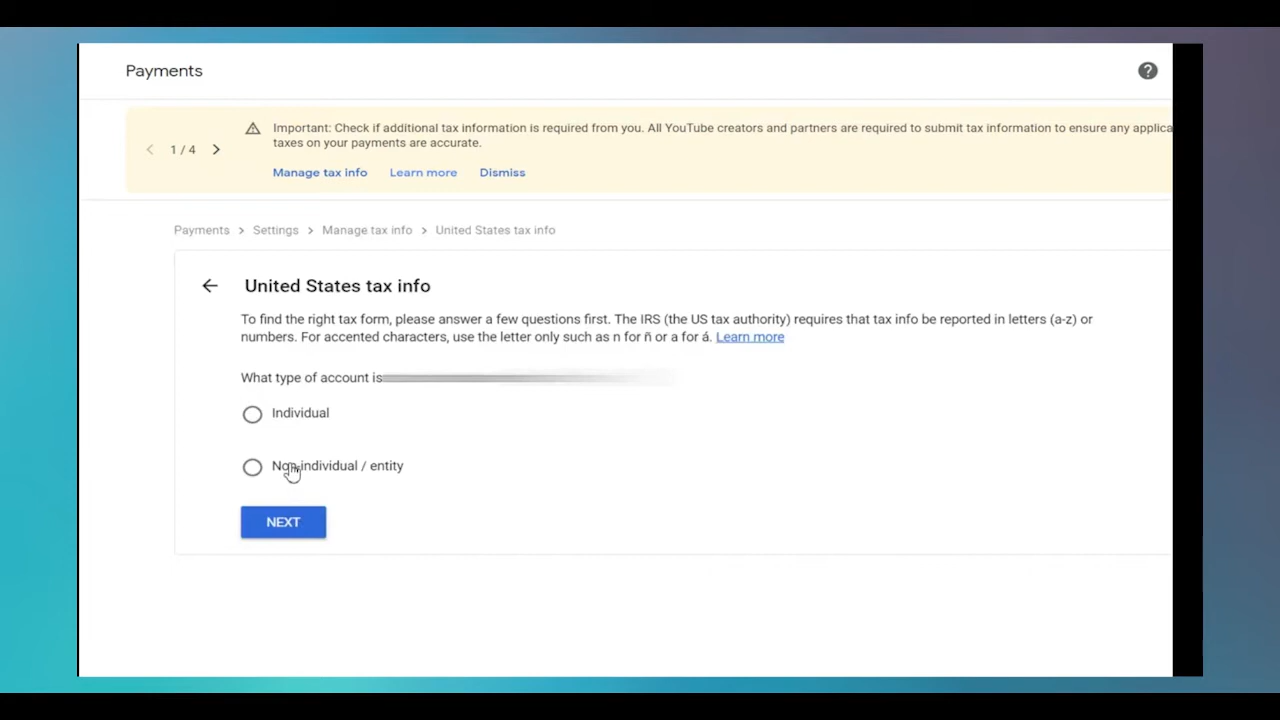 Payments
Important: Check if additional tax information is required from you. All YouTube creators and partners are required to submit tax information to ensure any applica
taxes on your payments are accurate.
1 / 4
Manage tax info Learn more Dismiss
Payments > Settings > Manage tax info > United States tax info
United States tax info
To find the right tax form, please answer a few questions first. The IRS (the US tax authority) requires that tax info be reported in letters (a-z) or
numbers. For accented characters, use the letter only such as n for ñ or a for á. Learn more
What type of account is
Individual
Non-individual / entity
NEXT